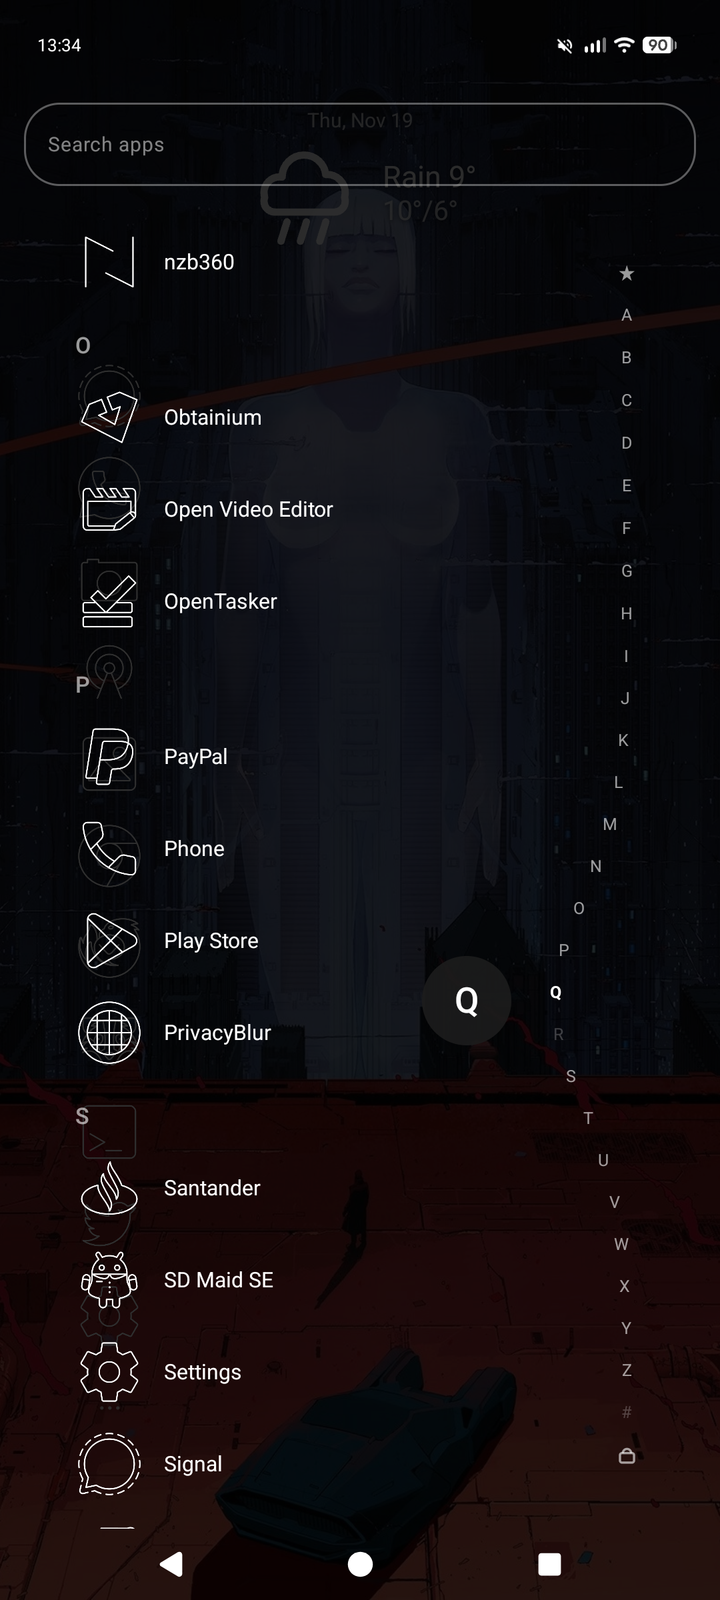 13:34
90
Thu, Nov 19
Search apps
Rain 9°
10°/6°
nzb360
★
A
O
B
C
Obtainium
D
E
Open Video Editor
F
G
OpenTasker
H
I
P
J
K
PayPal
L
M
Phone
N
O
Play Store
P
Q
Q
PrivacyBlur
R
S
S
T
>_
U
Santander
V
W
SD Maid SE
X
Y
Settings
Z
#
Signal